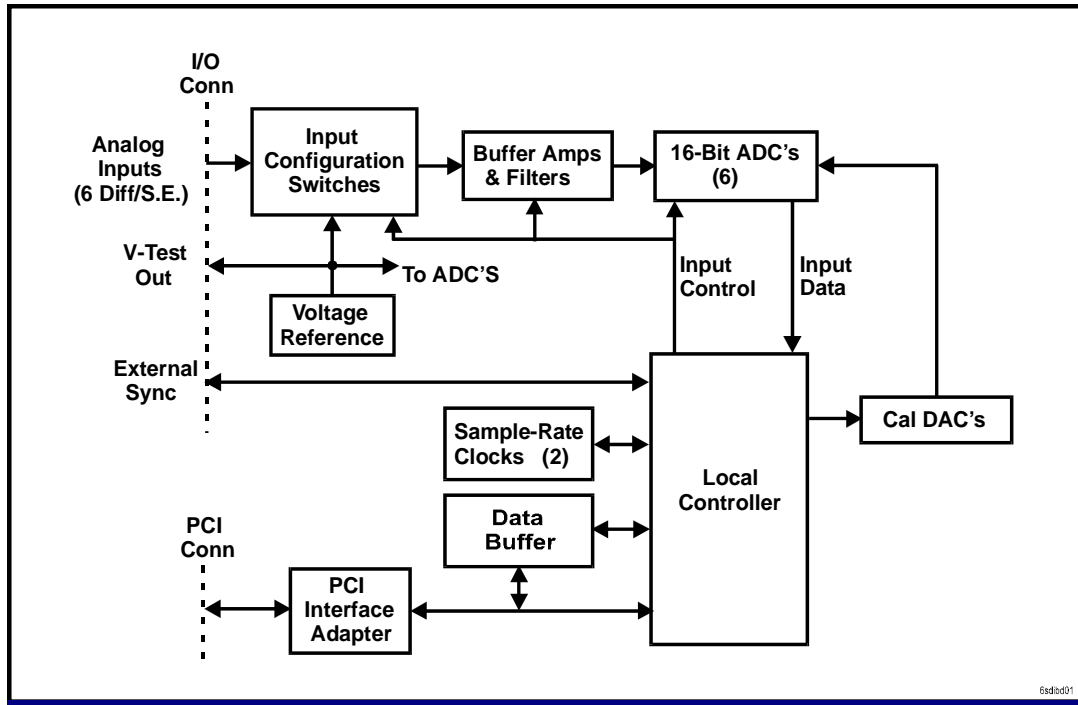 I/O
Conn
Analog
Inputs
(6 Diff/S.E.)
Input
Configuration
Switches
Buffer Amps
& Filters
16-Bit ADC's
(6)
V-Test
Out
To ADC'S
Input
Control
Input
Data
Voltage
Reference
External
Sync
Sample-Rate
Clocks (2)
Cal DAC's
Local
Controller
Data
Buffer
PCI
Conn
PCI
Interface
Adapter
6sdibd01